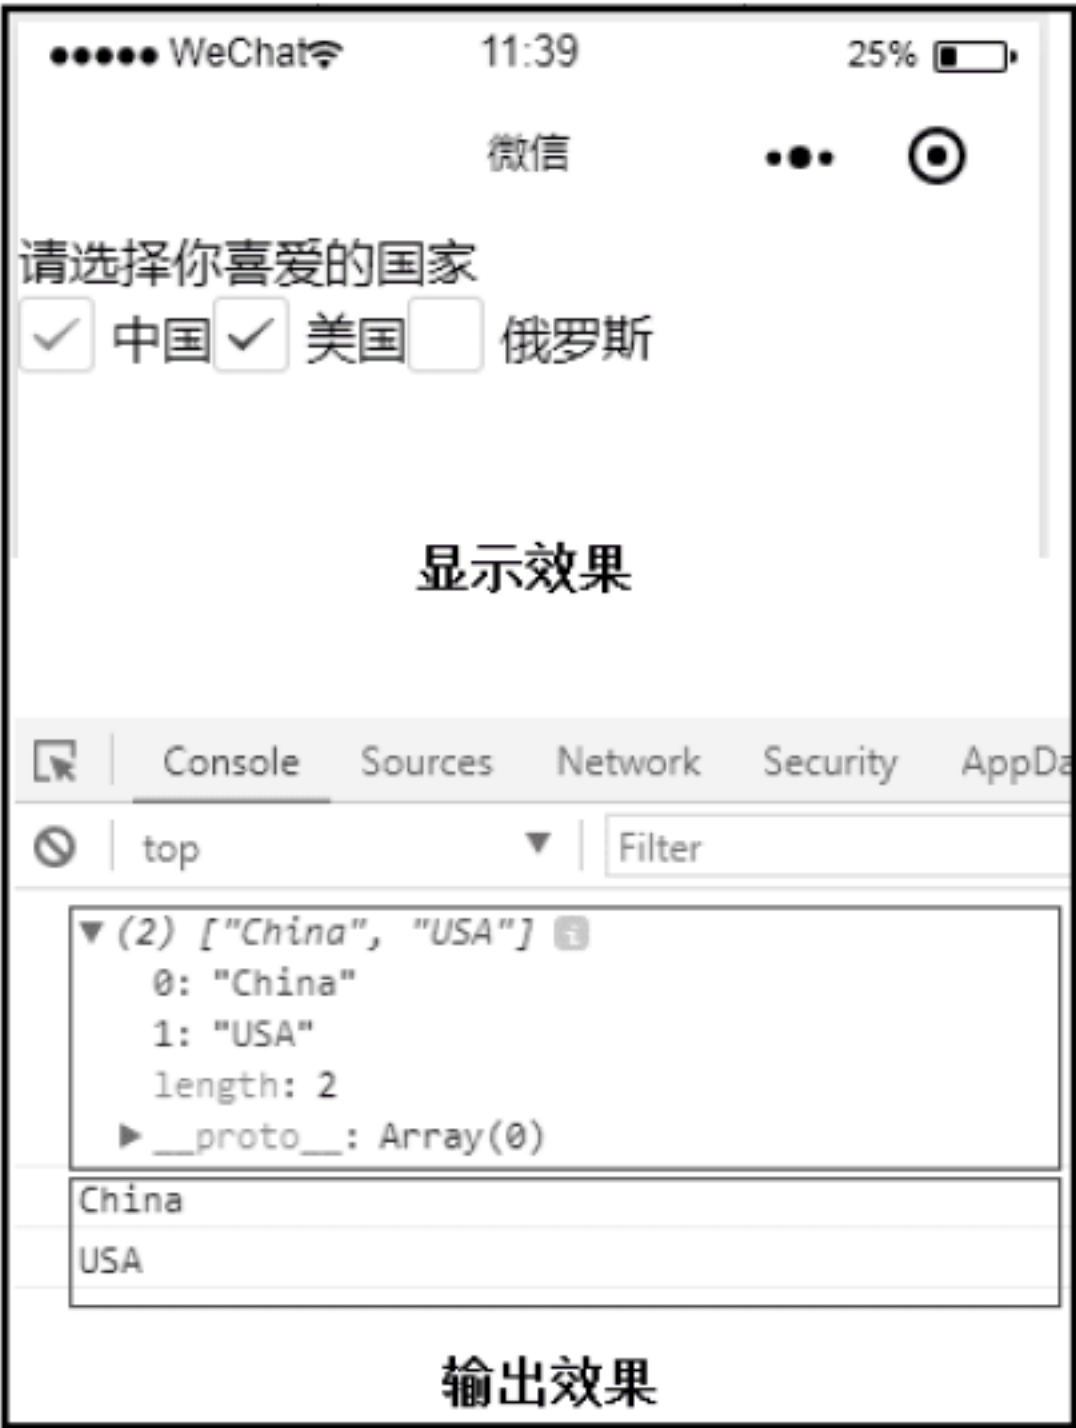 WeChat 11:39 25%
微信
请选择你喜爱的国家
中国 美国 俄罗斯
显示效果
Console Sources Network Security AppDa
top Filter
(2) ["China", "USA"] i
0: "China"
1: "USA"
length: 2
__proto__: Array(0)
China
USA
输出效果